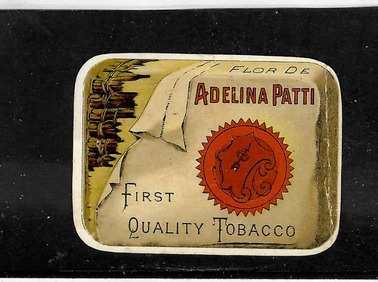 FLOR DE
ADELINA PATTI
FIRST
QUALITY TOBACCO